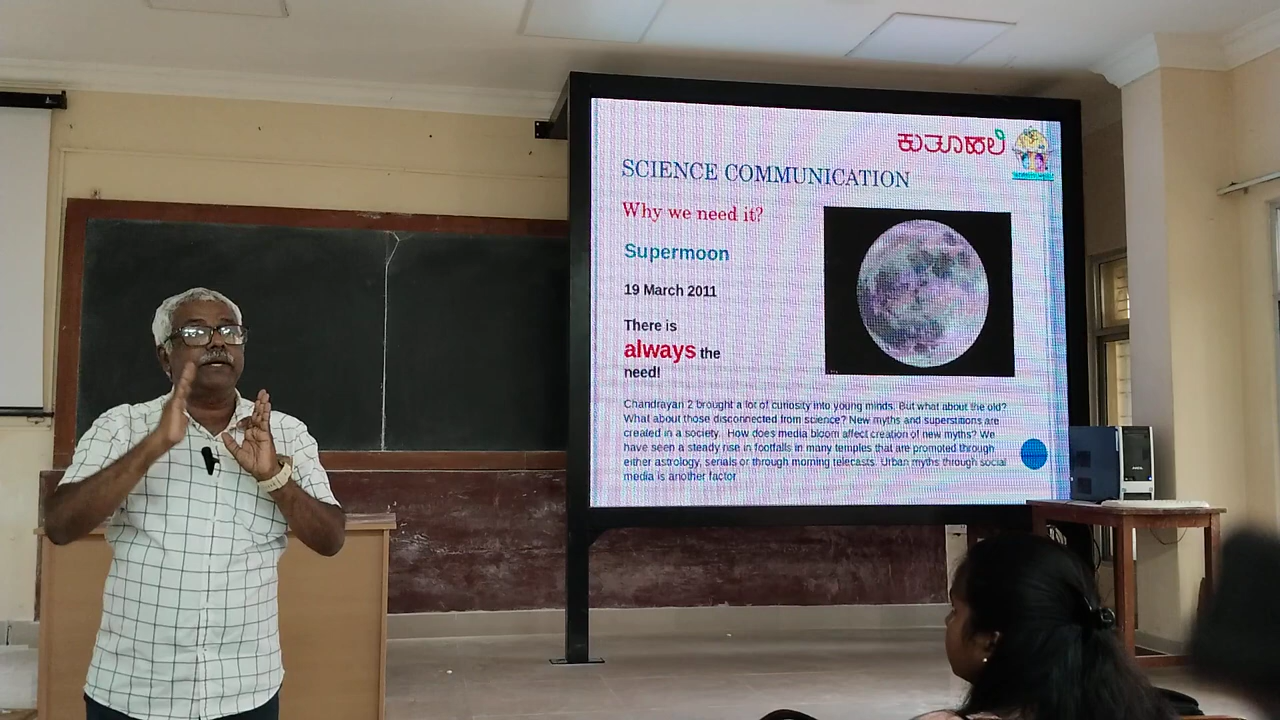 ಕುತೂಹಲಿ
SCIENCE COMMUNICATION
Why we need it?
Supermoon
19 March 2011
There is
always the
need!
Chandrayan 2 brought a lot of curiosity into young minds. But what about the old?
What about those disconnected from science? New myths and superstitions are
created in a society. How does media bloom affect creation of new myths? We
have seen a steady rise in footfalls in many temples that are promoted through
either astrology, serials or through morning telecasts. Urban myths through social
media is another factor